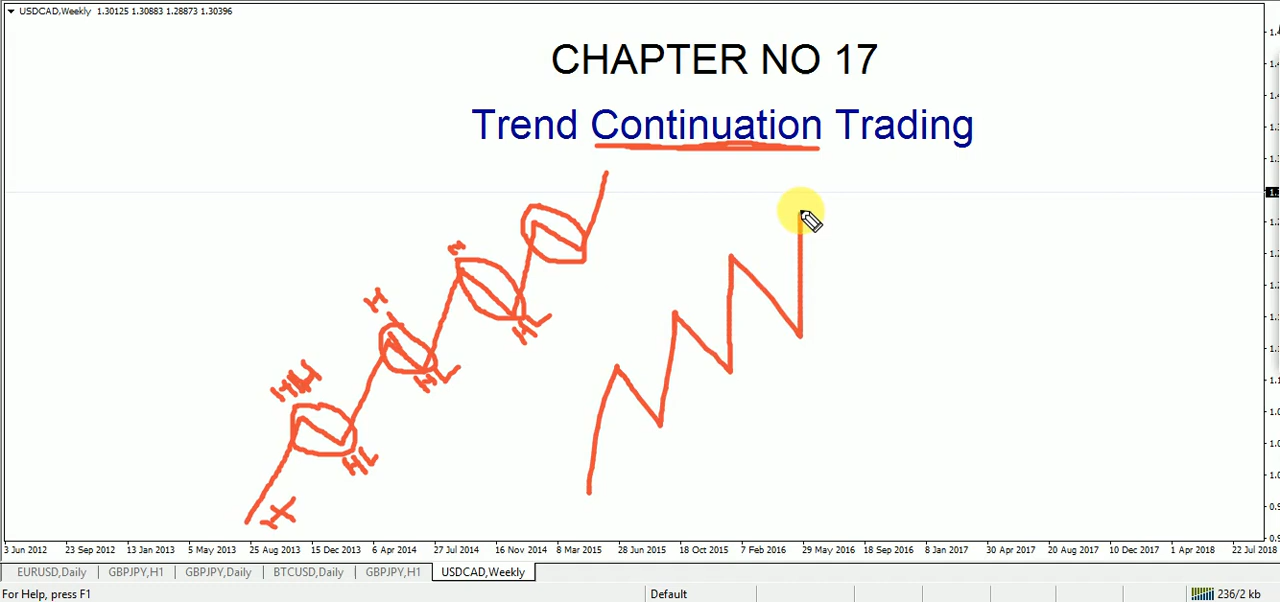 USDCAD,Weekly 1.30125 1.30883 1.28873 1.30396
CHAPTER NO 17
Trend Continuation Trading
HL
HL
HL
3 Jun 2012 23 Sep 2012 13 Jan 2013 5 May 2013 25 Aug 2013 15 Dec 2013 6 Apr 2014 27 Jul 2014 16 Nov 2014 8 Mar 2015 28 Jun 2015 18 Oct 2015 7 Feb 2016 29 May 2016 18 Sep 2016 8 Jan 2017 30 Apr 2017 20 Aug 2017 10 Dec 2017 1 Apr 2018 22 Jul 2018
EURUSD,Daily GBPJPY,H1 GBPJPY,Daily BTCUSD,Daily GBPJPY,H1 USDCAD,Weekly
For Help, press F1 Default 236/2 kb